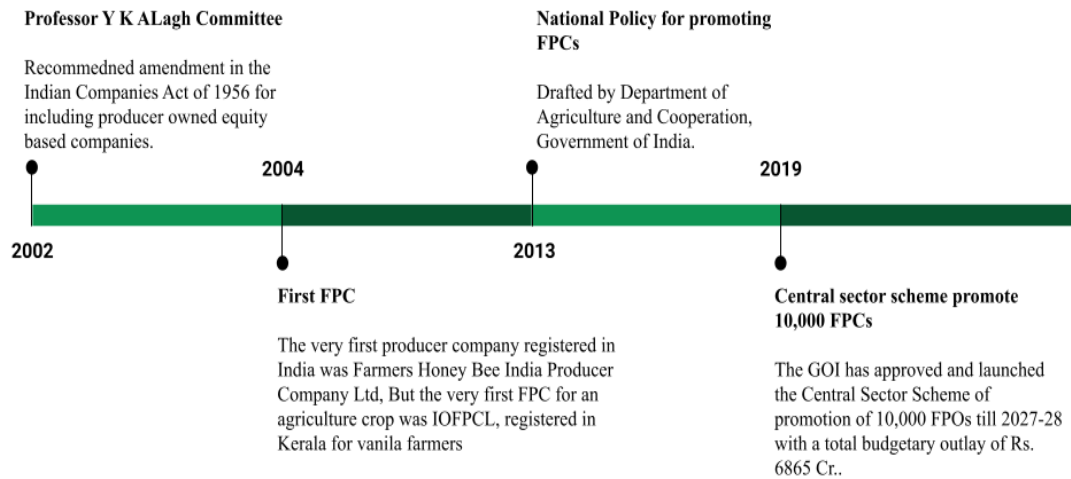 Professor Y K ALagh Committee
Recommedned amendment in the
Indian Companies Act of 1956 for
including producer owned equity
based companies.
National Policy for promoting
FPCs
Drafted by Department of
Agriculture and Cooperation,
Government of India.
2004
2019
2002
2013
First FPC
The very first producer company registered in
India was Farmers Honey Bee India Producer
Company Ltd, But the very first FPC for an
agriculture crop was IOFPCL, registered in
Kerala for vanila farmers
Central sector scheme promote
10,000 FPCs
The GOI has approved and launched
the Central Sector Scheme of
promotion of 10,000 FPOs till 2027-28
with a total budgetary outlay of Rs.
6865 Cr..